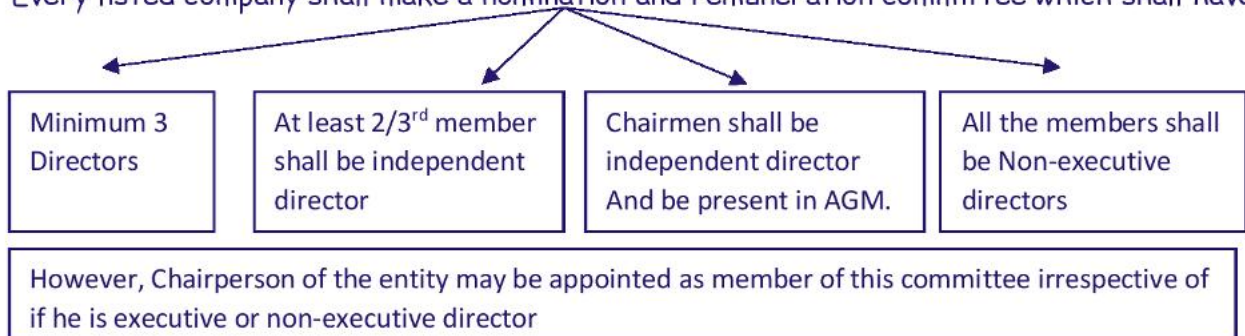 Every listed company shall make a nomination and remuneration committee which shall have
Minimum 3
Directors
At least 2/3rd member
shall be independent
director
Chairmen shall be
independent director
And be present in AGM.
All the members shall
be Non-executive
directors
However, Chairperson of the entity may be appointed as member of this committee irrespective of
if he is executive or non-executive director